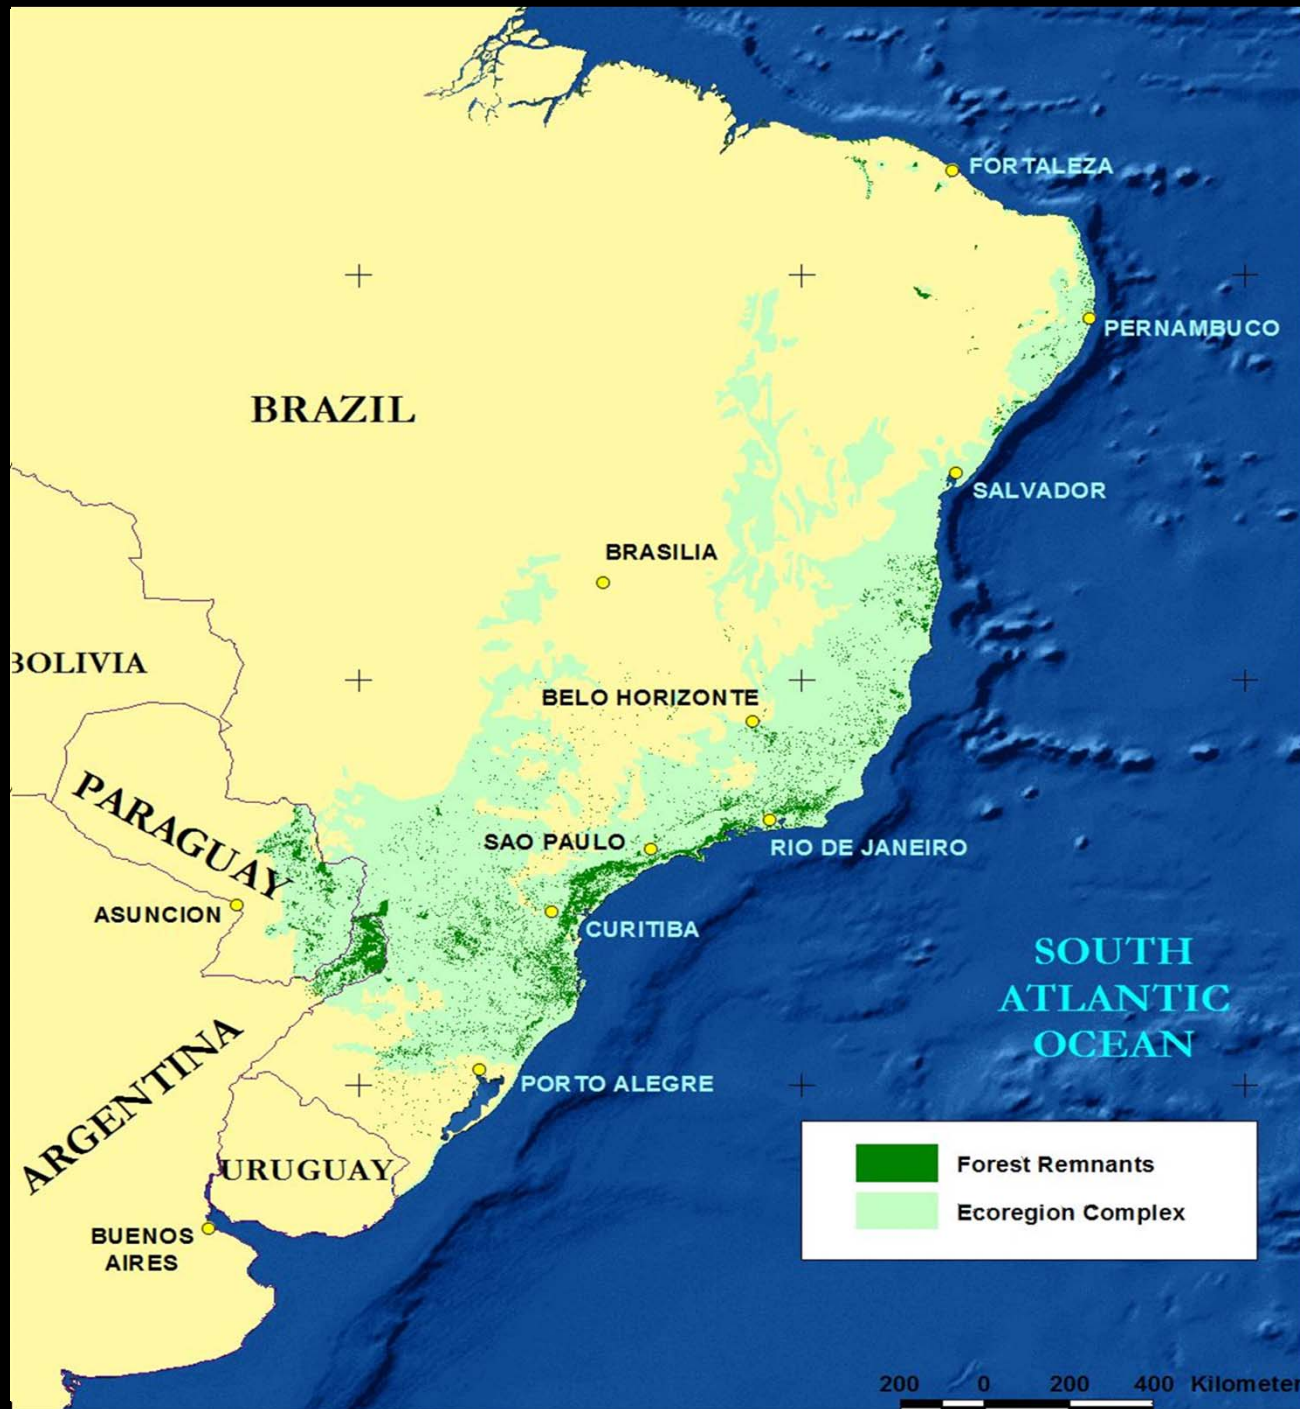 FORTALEZA
PERNAMBUCO
BRAZIL
SALVADOR
BRASILIA
BOLIVIA
BELO HORIZONTE
PARAGUAY
SAO PAULO
RIO DE JANEIRO
ASUNCION
CURITIBA
SOUTH
ATLANTIC
OCEAN
ARGENTINA
PORTO ALEGRE
URUGUAY
Forest Remnants
Ecoregion Complex
BUENOS
AIRES
200 0 200 400 Kilometer